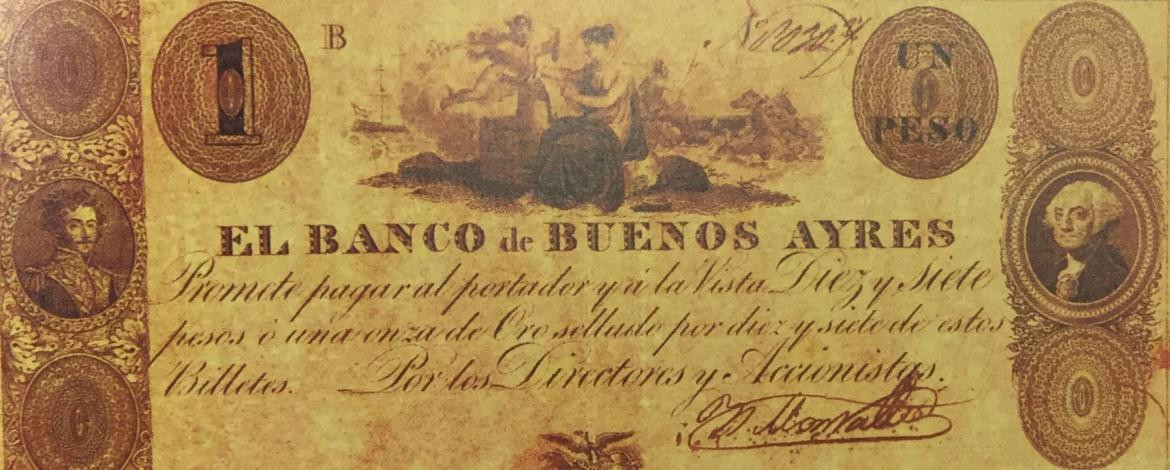 1 B UN
PESO
EL BANCO de BUENOS AYRES
Promete pagar al portador y á la Vista Diez y siete
pesos ò una onza de Oro sellado por diez y siete de estos
Billetes. Por los Directores y Accionistas.